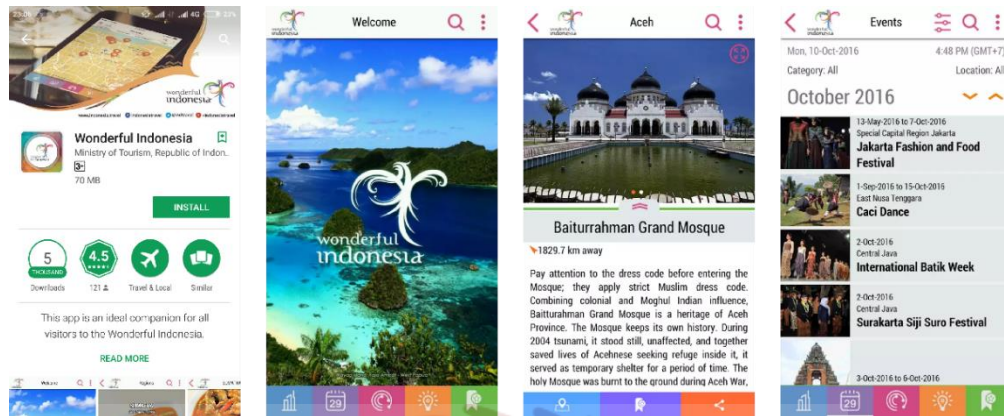 23:09
4G
27%
wonderful
indonesia
Wonderful Indonesia
Ministry of Tourism, Republic of Indon..
3+
70 MB
INSTALL
5
THOUSAND
4.5
Downloads
121
Travel & Local
Similar
This app is an ideal companion for all
visitors to the Wonderful Indonesia.
READ MORE
Welcome
wonderful
indonesia
29
Aceh
Baiturrahman Grand Mosque
1829.7 km away
Pay attention to the dress code before entering the
Mosque; they apply strict Muslim dress code.
Combining colonial and Moghul Indian influence,
Baitturahman Grand Mosque is a heritage of Aceh
Province. The Mosque keeps its own history. During
2004 tsunami, it stood still, unaffected, and together
saved lives of Acehnese seeking refuge inside it, it
served as temporary shelter for a period of time. The
holy Mosque was burnt to the ground during Aceh War,
Events
Mon, 10-Oct-2016
4:48 PM (GMT+7)
Category: All
Location: All
October 2016
13-May-2016 to 7-Oct-2016
Special Capital Region Jakarta
Jakarta Fashion and Food
Festival
1-Sep-2016 to 15-Oct-2016
East Nusa Tenggara
Caci Dance
2-Oct-2016
Central Java
International Batik Week
2-Oct-2016
Central Java
Surakarta Siji Suro Festival
3-Oct-2016 to 6-Oct-2016
29